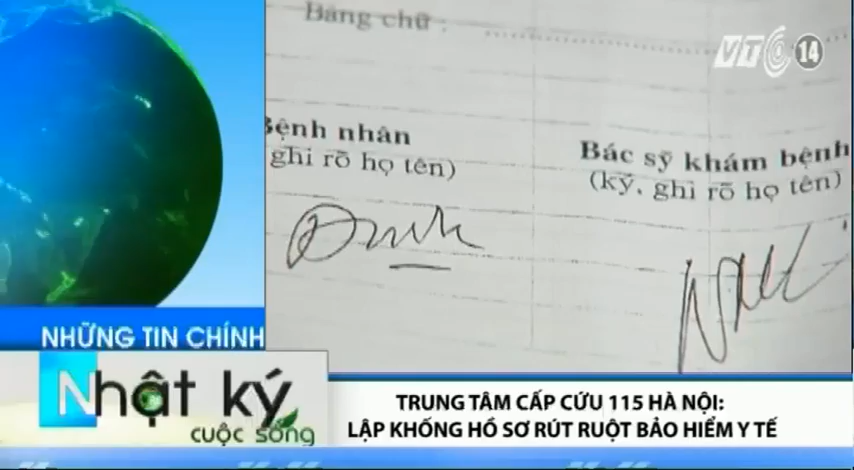 Bằng chữ :
VTC 14
Bệnh nhân
ghi rõ họ tên)
Bác sỹ khám bệnh
(ký, ghi rõ họ tên)
NHỮNG TIN CHÍNH
Nhật ký
cuộc sống
TRUNG TÂM CẤP CỨU 115 HÀ NỘI:
LẬP KHỐNG HỒ SƠ RÚT RUỘT BẢO HIỂM Y TẾ